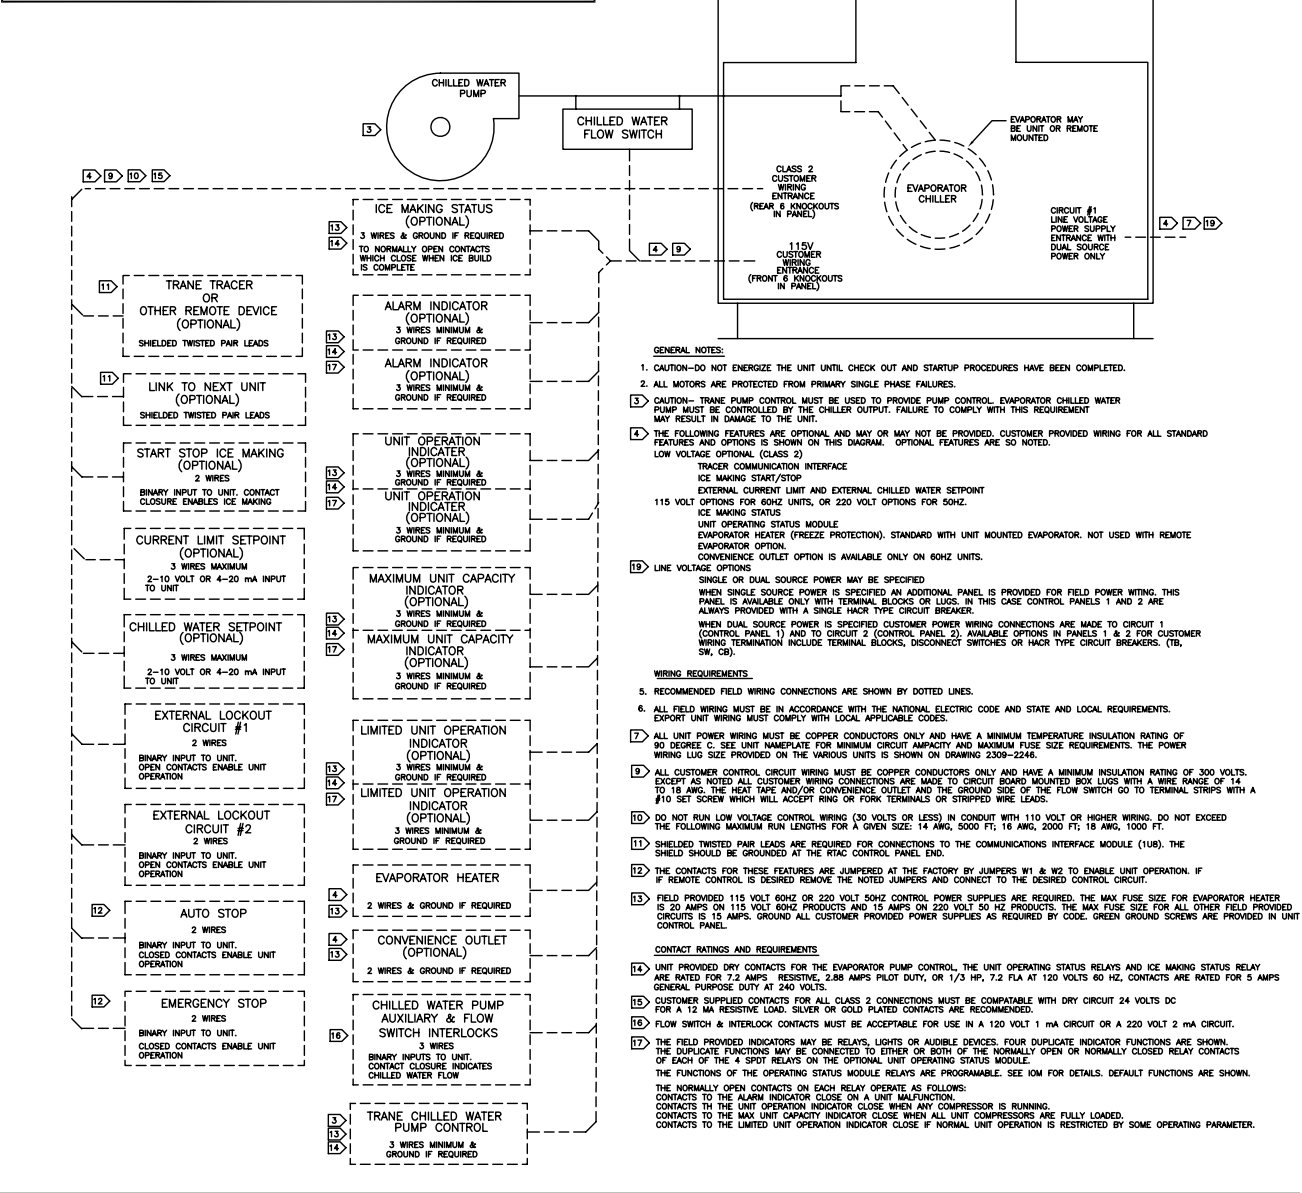 CHILLED WATER
PUMP
3
CHILLED WATER
FLOW SWITCH
EVAPORATOR MAY
BE UNIT OR REMOTE
MOUNTED
EVAPORATOR
CHILLER
CLASS 2
CUSTOMER
WIRING
ENTRANCE
(REAR 6 KNOCKOUTS
IN PANEL)
115V
CUSTOMER
WIRING
ENTRANCE
(FRONT 6 KNOCKOUTS
IN PANEL)
CIRCUIT #1
LINE VOLTAGE
POWER SUPPLY
ENTRANCE WITH
DUAL SOURCE
POWER ONLY
4 7 19
4 9
4 9 10 15
11
TRANE TRACER
OR
OTHER REMOTE DEVICE
(OPTIONAL)
SHIELDED TWISTED PAIR LEADS
11
LINK TO NEXT UNIT
(OPTIONAL)
SHIELDED TWISTED PAIR LEADS
START STOP ICE MAKING
(OPTIONAL)
2 WIRES
BINARY INPUT TO UNIT. CONTACT
CLOSURE ENABLES ICE MAKING
CURRENT LIMIT SETPOINT
(OPTIONAL)
3 WIRES MAXIMUM
2-10 VOLT OR 4-20 mA INPUT
TO UNIT
CHILLED WATER SETPOINT
(OPTIONAL)
3 WIRES MAXIMUM
2-10 VOLT OR 4-20 mA INPUT
TO UNIT
EXTERNAL LOCKOUT
CIRCUIT #1
2 WIRES
BINARY INPUT TO UNIT.
OPEN CONTACTS ENABLE UNIT
OPERATION
EXTERNAL LOCKOUT
CIRCUIT #2
2 WIRES
BINARY INPUT TO UNIT.
OPEN CONTACTS ENABLE UNIT
OPERATION
12
AUTO STOP
2 WIRES
BINARY INPUT TO UNIT.
CLOSED CONTACTS ENABLE UNIT
OPERATION
12
EMERGENCY STOP
2 WIRES
BINARY INPUT TO UNIT.
CLOSED CONTACTS ENABLE UNIT
OPERATION
13
14
ICE MAKING STATUS
(OPTIONAL)
3 WIRES & GROUND IF REQUIRED
TO NORMALLY OPEN CONTACTS
WHICH CLOSE WHEN ICE BUILD
IS COMPLETE
ALARM INDICATOR
(OPTIONAL)
3 WIRES MINIMUM &
GROUND IF REQUIRED
13
14
17
ALARM INDICATOR
(OPTIONAL)
3 WIRES MINIMUM &
GROUND IF REQUIRED
UNIT OPERATION
INDICATER
(OPTIONAL)
3 WIRES MINIMUM &
GROUND IF REQUIRED
13
14
17
UNIT OPERATION
INDICATER
(OPTIONAL)
3 WIRES MINIMUM &
GROUND IF REQUIRED
MAXIMUM UNIT CAPACITY
INDICATOR
(OPTIONAL)
3 WIRES MINIMUM &
GROUND IF REQUIRED
13
14
17
MAXIMUM UNIT CAPACITY
INDICATOR
(OPTIONAL)
3 WIRES MINIMUM &
GROUND IF REQUIRED
LIMITED UNIT OPERATION
INDICATOR
(OPTIONAL)
3 WIRES MINIMUM &
GROUND IF REQUIRED
13
14
17
LIMITED UNIT OPERATION
INDICATOR
(OPTIONAL)
3 WIRES MINIMUM &
GROUND IF REQUIRED
4
13
EVAPORATOR HEATER
2 WIRES & GROUND IF REQUIRED
4
13
CONVENIENCE OUTLET
(OPTIONAL)
2 WIRES & GROUND IF REQUIRED
16
CHILLED WATER PUMP
AUXILIARY & FLOW
SWITCH INTERLOCKS
3 WIRES
BINARY INPUTS TO UNIT.
CONTACT CLOSURE INDICATES
CHILLED WATER FLOW
3
13
14
TRANE CHILLED WATER
PUMP CONTROL
3 WIRES MINIMUM &
GROUND IF REQUIRED
GENERAL NOTES:
1. CAUTION-DO NOT ENERGIZE THE UNIT UNTIL CHECK OUT AND STARTUP PROCEDURES HAVE BEEN COMPLETED.
2. ALL MOTORS ARE PROTECTED FROM PRIMARY SINGLE PHASE FAILURES.
3 CAUTION- TRANE PUMP CONTROL MUST BE USED TO PROVIDE PUMP CONTROL. EVAPORATOR CHILLED WATER
PUMP MUST BE CONTROLLED BY THE CHILLER OUTPUT. FAILURE TO COMPLY WITH THIS REQUIREMENT
MAY RESULT IN DAMAGE TO THE UNIT.
4 THE FOLLOWING FEATURES ARE OPTIONAL AND MAY OR MAY NOT BE PROVIDED. CUSTOMER PROVIDED WIRING FOR ALL STANDARD
FEATURES AND OPTIONS IS SHOWN ON THIS DIAGRAM. OPTIONAL FEATURES ARE SO NOTED.
LOW VOLTAGE OPTIONAL (CLASS 2)
TRACER COMMUNICATION INTERFACE
ICE MAKING START/STOP
EXTERNAL CURRENT LIMIT AND EXTERNAL CHILLED WATER SETPOINT
115 VOLT OPTIONS FOR 60HZ UNITS, OR 220 VOLT OPTIONS FOR 50HZ.
ICE MAKING STATUS
UNIT OPERATING STATUS MODULE
EVAPORATOR HEATER (FREEZE PROTECTION). STANDARD WITH UNIT MOUNTED EVAPORATOR. NOT USED WITH REMOTE
EVAPORATOR OPTION.
CONVENIENCE OUTLET OPTION IS AVAILABLE ONLY ON 60HZ UNITS.
19 LINE VOLTAGE OPTIONS
SINGLE OR DUAL SOURCE POWER MAY BE SPECIFIED
WHEN SINGLE SOURCE POWER IS SPECIFIED AN ADDITIONAL PANEL IS PROVIDED FOR FIELD POWER WITING. THIS
PANEL IS AVAILABLE ONLY WITH TERMINAL BLOCKS OR LUGS. IN THIS CASE CONTROL PANELS 1 AND 2 ARE
ALWAYS PROVIDED WITH A SINGLE HACR TYPE CIRCUIT BREAKER.
WHEN DUAL SOURCE POWER IS SPECIFIED CUSTOMER POWER WIRING CONNECTIONS ARE MADE TO CIRCUIT 1
(CONTROL PANEL 1) AND TO CIRCUIT 2 (CONTROL PANEL 2). AVAILABLE OPTIONS IN PANELS 1 & 2 FOR CUSTOMER
WIRING TERMINATION INCLUDE TERMINAL BLOCKS, DISCONNECT SWITCHES OR HACR TYPE CIRCUIT BREAKERS. (TB,
SW, CB).
WIRING REQUIREMENTS
5. RECOMMENDED FIELD WIRING CONNECTIONS ARE SHOWN BY DOTTED LINES.
6. ALL FIELD WIRING MUST BE IN ACCORDANCE WITH THE NATIONAL ELECTRIC CODE AND STATE AND LOCAL REQUIREMENTS.
EXPORT UNIT WIRING MUST COMPLY WITH LOCAL APPLICABLE CODES.
7 ALL UNIT POWER WIRING MUST BE COPPER CONDUCTORS ONLY AND HAVE A MINIMUM TEMPERATURE INSULATION RATING OF
90 DEGREE C. SEE UNIT NAMEPLATE FOR MINIMUM CIRCUIT AMPACITY AND MAXIMUM FUSE SIZE REQUIREMENTS. THE POWER
WIRING LUG SIZE PROVIDED ON THE VARIOUS UNITS IS SHOWN ON DRAWING 2309-2246.
9 ALL CUSTOMER CONTROL CIRCUIT WIRING MUST BE COPPER CONDUCTORS ONLY AND HAVE A MINIMUM INSULATION RATING OF 300 VOLTS.
EXCEPT AS NOTED ALL CUSTOMER WIRING CONNECTIONS ARE MADE TO CIRCUIT BOARD MOUNTED BOX LUGS WITH A WIRE RANGE OF 14
TO 18 AWG. THE HEAT TAPE AND/OR CONVENIENCE OUTLET AND THE GROUND SIDE OF THE FLOW SWITCH GO TO TERMINAL STRIPS WITH A
#10 SET SCREW WHICH WILL ACCEPT RING OR FORK TERMINALS OR STRIPPED WIRE LEADS.
10 DO NOT RUN LOW VOLTAGE CONTROL WIRING (30 VOLTS OR LESS) IN CONDUIT WITH 110 VOLT OR HIGHER WIRING. DO NOT EXCEED
THE FOLLOWING MAXIMUM RUN LENGTHS FOR A GIVEN SIZE: 14 AWG, 5000 FT; 16 AWG, 2000 FT; 18 AWG, 1000 FT.
11 SHIELDED TWISTED PAIR LEADS ARE REQUIRED FOR CONNECTIONS TO THE COMMUNICATIONS INTERFACE MODULE (1U8). THE
SHIELD SHOULD BE GROUNDED AT THE RTAC CONTROL PANEL END.
12 THE CONTACTS FOR THESE FEATURES ARE JUMPERED AT THE FACTORY BY JUMPERS W1 & W2 TO ENABLE UNIT OPERATION. IF
IF REMOTE CONTROL IS DESIRED REMOVE THE NOTED JUMPERS AND CONNECT TO THE DESIRED CONTROL CIRCUIT.
13 FIELD PROVIDED 115 VOLT 60HZ OR 220 VOLT 50HZ CONTROL POWER SUPPLIES ARE REQUIRED. THE MAX FUSE SIZE FOR EVAPORATOR HEATER
IS 20 AMPS ON 115 VOLT 60HZ PRODUCTS AND 15 AMPS ON 220 VOLT 50 HZ PRODUCTS. THE MAX FUSE SIZE FOR ALL OTHER FIELD PROVIDED
CIRCUITS IS 15 AMPS. GROUND ALL CUSTOMER PROVIDED POWER SUPPLIES AS REQUIRED BY CODE. GREEN GROUND SCREWS ARE PROVIDED IN UNIT
CONTROL PANEL.
CONTACT RATINGS AND REQUIREMENTS
14 UNIT PROVIDED DRY CONTACTS FOR THE EVAPORATOR PUMP CONTROL, THE UNIT OPERATING STATUS RELAYS AND ICE MAKING STATUS RELAY
ARE RATED FOR 7.2 AMPS RESISTIVE, 2.88 AMPS PILOT DUTY, OR 1/3 HP, 7.2 FLA AT 120 VOLTS 60 HZ, CONTACTS ARE RATED FOR 5 AMPS
GENERAL PURPOSE DUTY AT 240 VOLTS.
15 CUSTOMER SUPPLIED CONTACTS FOR ALL CLASS 2 CONNECTIONS MUST BE COMPATABLE WITH DRY CIRCUIT 24 VOLTS DC
FOR A 12 MA RESISTIVE LOAD. SILVER OR GOLD PLATED CONTACTS ARE RECOMMENDED.
16 FLOW SWITCH & INTERLOCK CONTACTS MUST BE ACCEPTABLE FOR USE IN A 120 VOLT 1 mA CIRCUIT OR A 220 VOLT 2 mA CIRCUIT.
17 THE FIELD PROVIDED INDICATORS MAY BE RELAYS, LIGHTS OR AUDIBLE DEVICES. FOUR DUPLICATE INDICATOR FUNCTIONS ARE SHOWN.
THE DUPLICATE FUNCTIONS MAY BE CONNECTED TO EITHER OR BOTH OF THE NORMALLY OPEN OR NORMALLY CLOSED RELAY CONTACTS
OF EACH OF THE 4 SPDT RELAYS ON THE OPTIONAL UNIT OPERATING STATUS MODULE.
THE FUNCTIONS OF THE OPERATING STATUS MODULE RELAYS ARE PROGRAMABLE. SEE IOM FOR DETAILS. DEFAULT FUNCTIONS ARE SHOWN.
THE NORMALLY OPEN CONTACTS ON EACH RELAY OPERATE AS FOLLOWS:
CONTACTS TO THE ALARM INDICATOR CLOSE ON A UNIT MALFUNCTION.
CONTACTS TH THE UNIT OPERATION INDICATOR CLOSE WHEN ANY COMPRESSOR IS RUNNING.
CONTACTS TO THE MAX UNIT CAPACITY INDICATOR CLOSE WHEN ALL UNIT COMPRESSORS ARE FULLY LOADED.
CONTACTS TO THE LIMITED UNIT OPERATION INDICATOR CLOSE IF NORMAL UNIT OPERATION IS RESTRICTED BY SOME OPERATING PARAMETER.